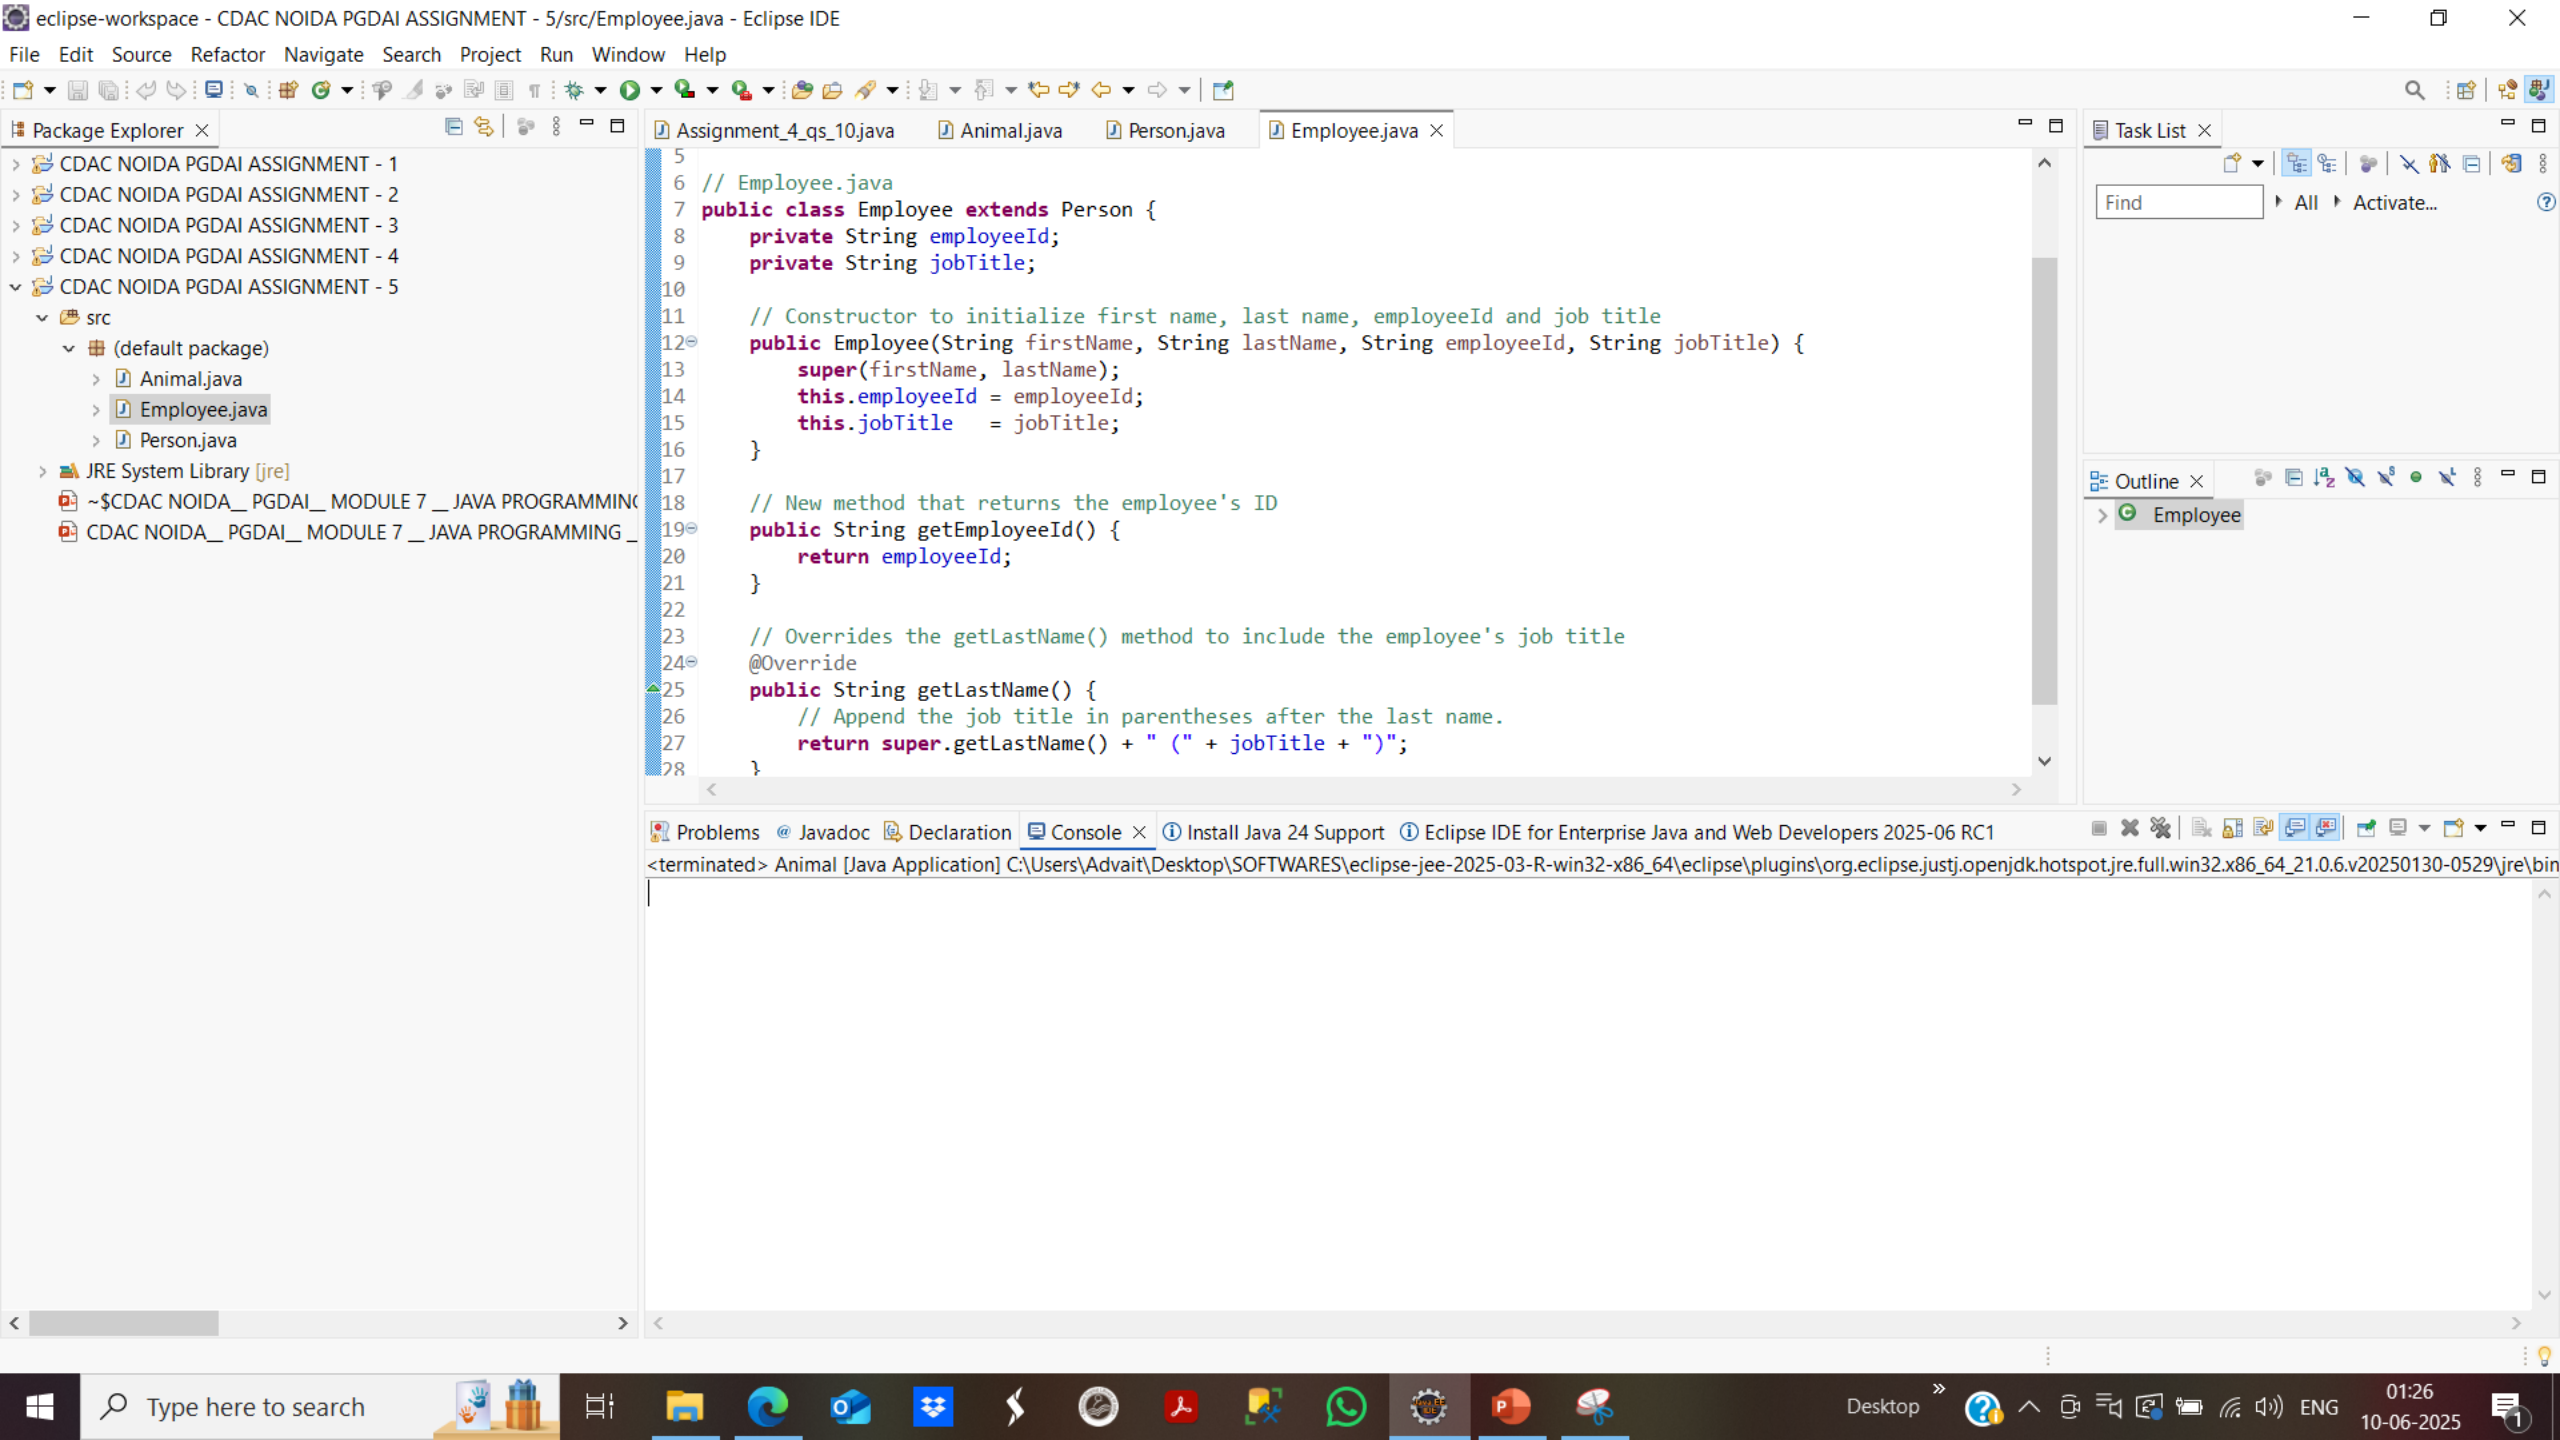 eclipse-workspace - CDAC NOIDA PGDAI ASSIGNMENT - 5/src/Employee.java - Eclipse IDE
File Edit Source Refactor Navigate Search Project Run Window Help
Package Explorer
CDAC NOIDA PGDAI ASSIGNMENT - 1
CDAC NOIDA PGDAI ASSIGNMENT - 2
CDAC NOIDA PGDAI ASSIGNMENT - 3
CDAC NOIDA PGDAI ASSIGNMENT - 4
CDAC NOIDA PGDAI ASSIGNMENT - 5
src
(default package)
Animal.java
Employee.java
Person.java
JRE System Library [jre]
~$CDAC NOIDA__ PGDAI__ MODULE 7 __ JAVA PROGRAMMING
CDAC NOIDA__ PGDAI__ MODULE 7 __ JAVA PROGRAMMING _
Assignment_4_qs_10.java Animal.java Person.java Employee.java
5
6 // Employee.java
7 public class Employee extends Person {
8 private String employeeId;
9 private String jobTitle;
10
11 // Constructor to initialize first name, last name, employeeId and job title
12 public Employee(String firstName, String lastName, String employeeId, String jobTitle) {
13 super(firstName, lastName);
14 this.employeeId = employeeId;
15 this.jobTitle   = jobTitle;
16 }
17
18 // New method that returns the employee's ID
19 public String getEmployeeId() {
20 return employeeId;
21 }
22
23 // Overrides the getLastName() method to include the employee's job title
24 @Override
25 public String getLastName() {
26 // Append the job title in parentheses after the last name.
27 return super.getLastName() + " (" + jobTitle + ")";
28 }
Task List
Find All Activate...
Outline
Employee
Problems Javadoc Declaration Console Install Java 24 Support Eclipse IDE for Enterprise Java and Web Developers 2025-06 RC1
<terminated> Animal [Java Application] C:\Users\Advait\Desktop\SOFTWARES\eclipse-jee-2025-03-R-win32-x86_64\eclipse\plugins\org.eclipse.justj.openjdk.hotspot.jre.full.win32.x86_64_21.0.6.v20250130-0529\jre\bin
Type here to search
Desktop
ENG
01:26
10-06-2025
1